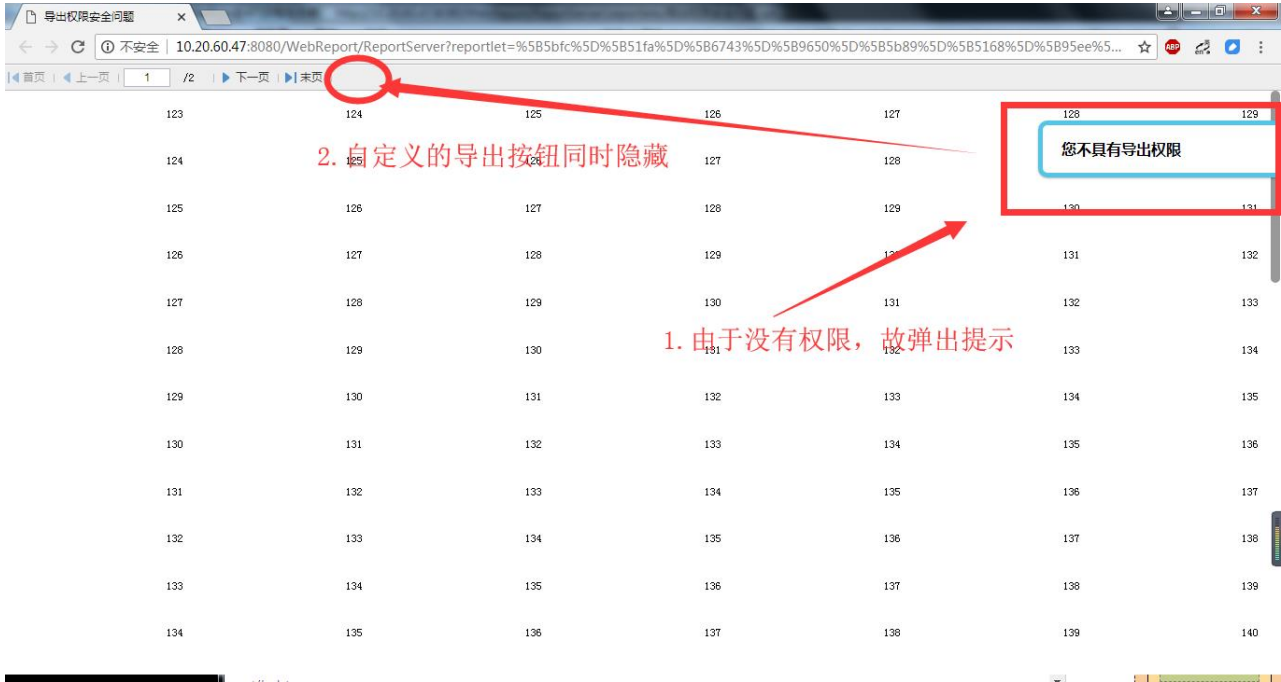 导出权限安全问题
不安全 | 10.20.60.47:8080/WebReport/ReportServer?reportlet=%5B5bfc%5D%5B51fa%5D%5B6743%5D%5B9650%5D%5B5b89%5D%5B5168%5D%5B95ee%5...
ABP
首页 上一页 1 /2 下一页 末页
123 124 125 126 127 128 129
您不具有导出权限
2.自定义的导出按钮同时隐藏
124 125 126 127 128
125 126 127 128 129 130 131
126 127 128 129 130 131 132
127 128 129 130 131 132 133
1.由于没有权限，故弹出提示
128 129 130 131 132 133 134
129 130 131 132 133 134 135
130 131 132 133 134 135 136
131 132 133 134 135 136 137
132 133 134 135 136 137 138
133 134 135 136 137 138 139
134 135 136 137 138 139 140